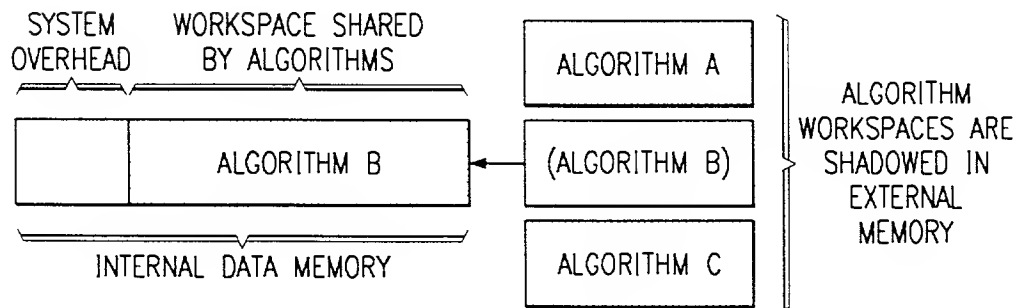 SYSTEM
OVERHEAD
WORKSPACE SHARED
BY ALGORITHMS
ALGORITHM B
INTERNAL DATA MEMORY
ALGORITHM A
(ALGORITHM B)
ALGORITHM C
ALGORITHM
WORKSPACES ARE
SHADOWED IN
EXTERNAL
MEMORY